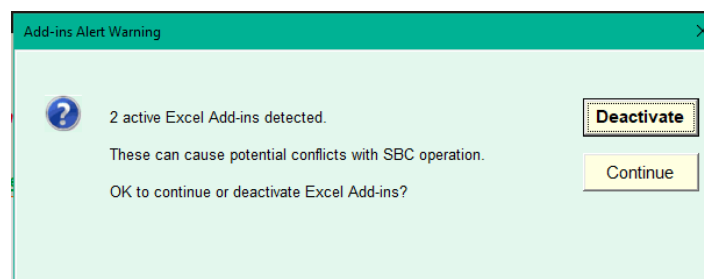 Add-ins Alert Warning
2 active Excel Add-ins detected.
Deactivate
These can cause potential conflicts with SBC operation.
Continue
OK to continue or deactivate Excel Add-ins?